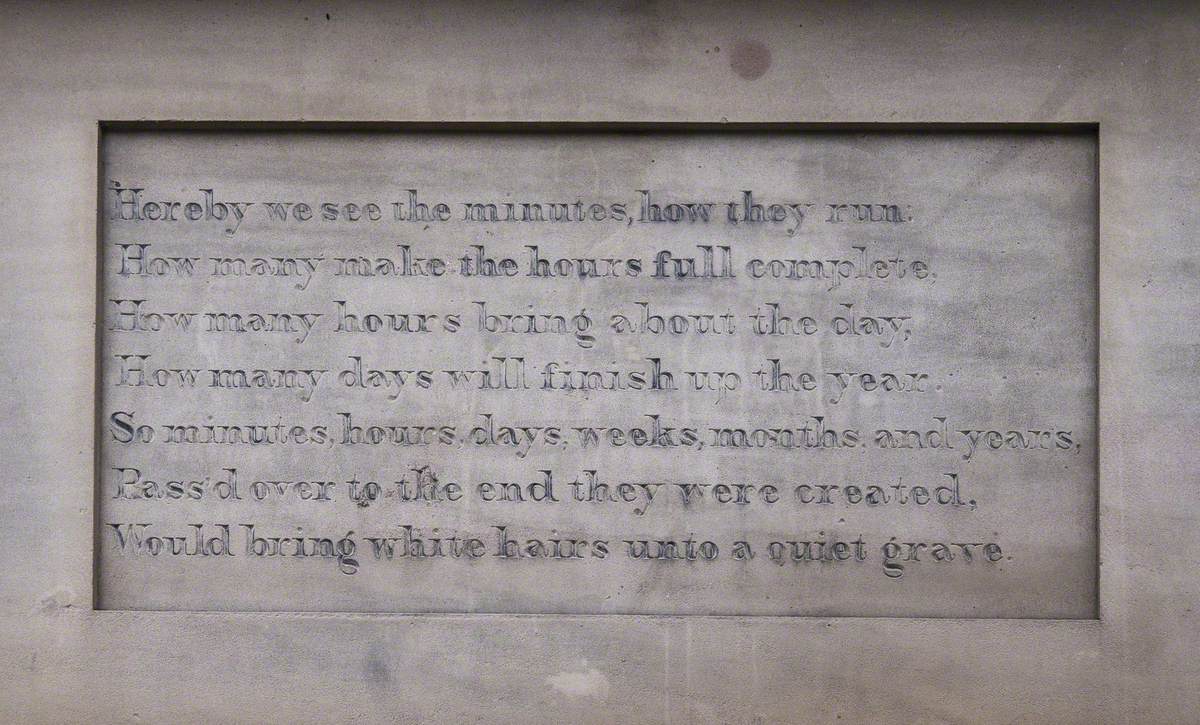 Hereby we see the minutes, how they run:
How many make the hours full complete,
How many hours bring about the day,
How many days will finish up the year.
So minutes, hours, days, weeks, months, and years,
Pass'd over to the end they were created,
Would bring white hairs unto a quiet grave.